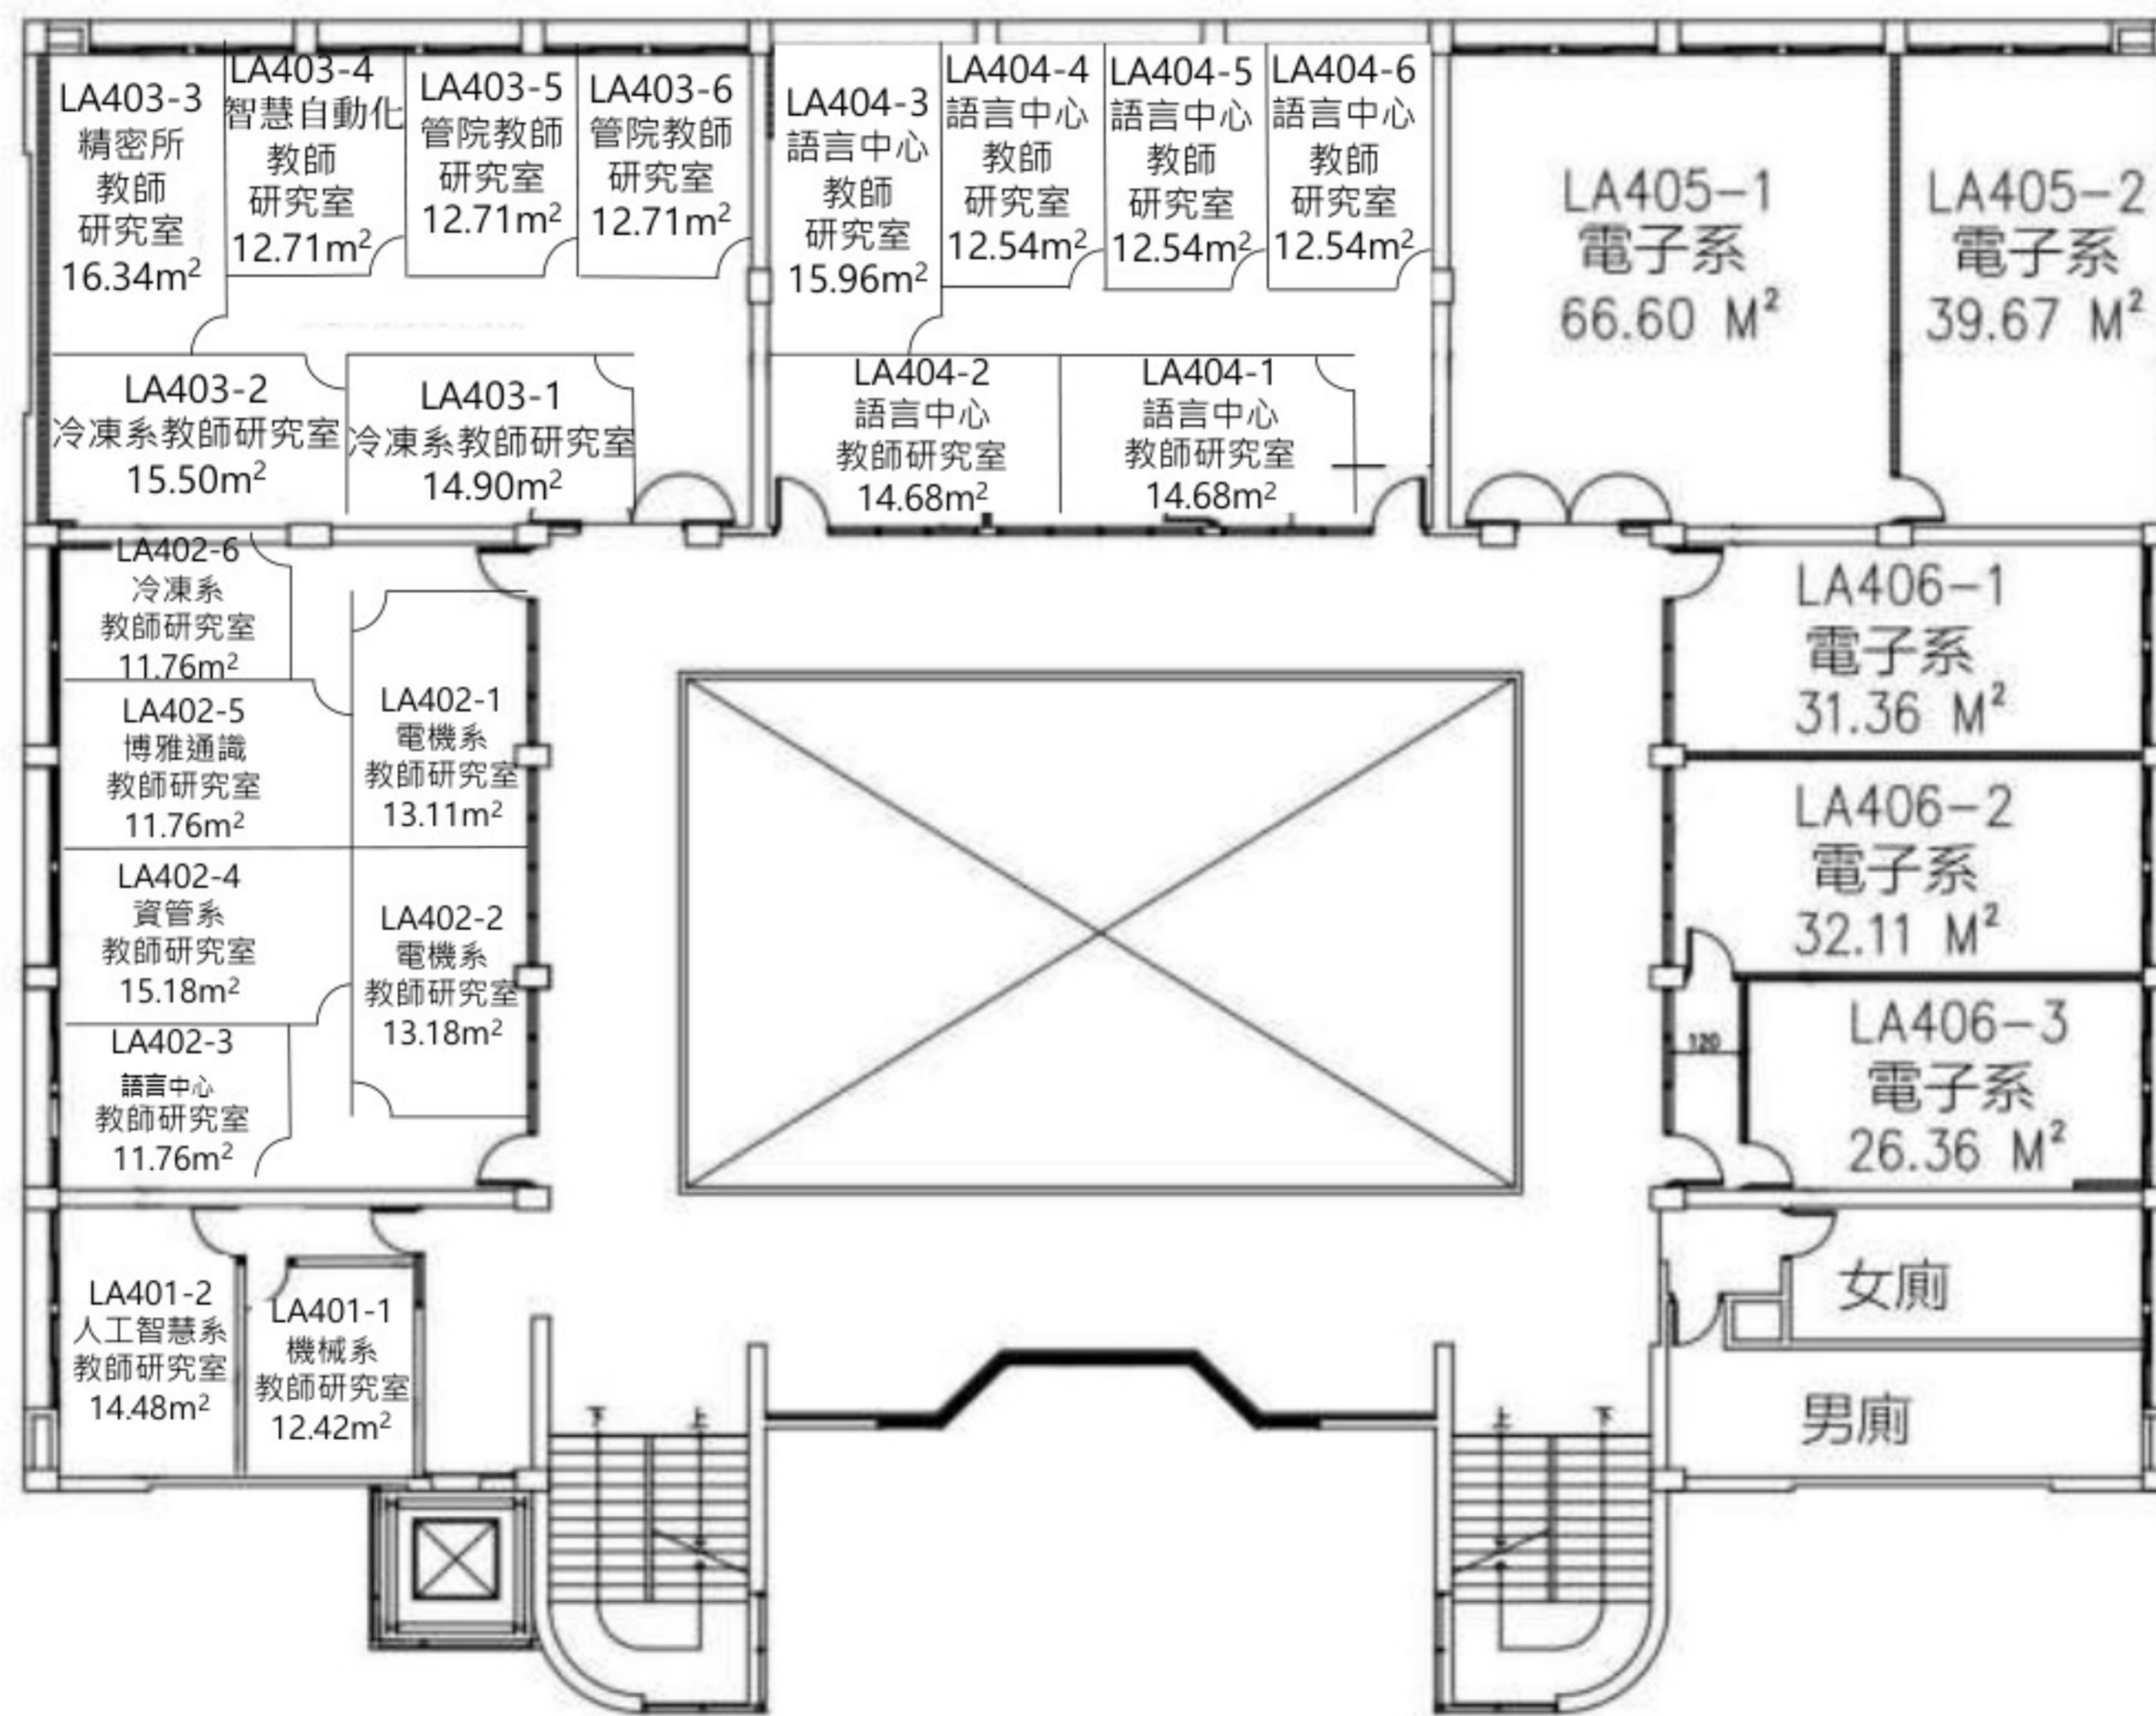 LA403-3
精密所
教師
研究室
16.34m²
LA403-4
智慧自動化
教師
研究室
12.71m²
LA403-5
管院教師
研究室
12.71m²
LA403-6
管院教師
研究室
12.71m²
LA404-3
語言中心
教師
研究室
15.96m²
LA404-4
語言中心
教師
研究室
12.54m²
LA404-5
語言中心
教師
研究室
12.54m²
LA404-6
語言中心
教師
研究室
12.54m²
LA405-1
電子系
66.60 M²
LA405-2
電子系
39.67 M²
LA403-2
冷凍系教師研究室
15.50m²
LA403-1
冷凍系教師研究室
14.90m²
LA404-2
語言中心
教師研究室
14.68m²
LA404-1
語言中心
教師研究室
14.68m²
LA402-6
冷凍系
教師研究室
11.76m²
LA402-5
博雅通識
教師研究室
11.76m²
LA402-1
電機系
教師研究室
13.11m²
LA402-4
資管系
教師研究室
15.18m²
LA402-2
電機系
教師研究室
13.18m²
LA402-3
語言中心
教師研究室
11.76m²
LA406-1
電子系
31.36 M²
LA406-2
電子系
32.11 M²
LA406-3
電子系
26.36 M²
120
LA401-2
人工智慧系
教師研究室
14.48m²
LA401-1
機械系
教師研究室
12.42m²
女廁
男廁
下
上
上
下